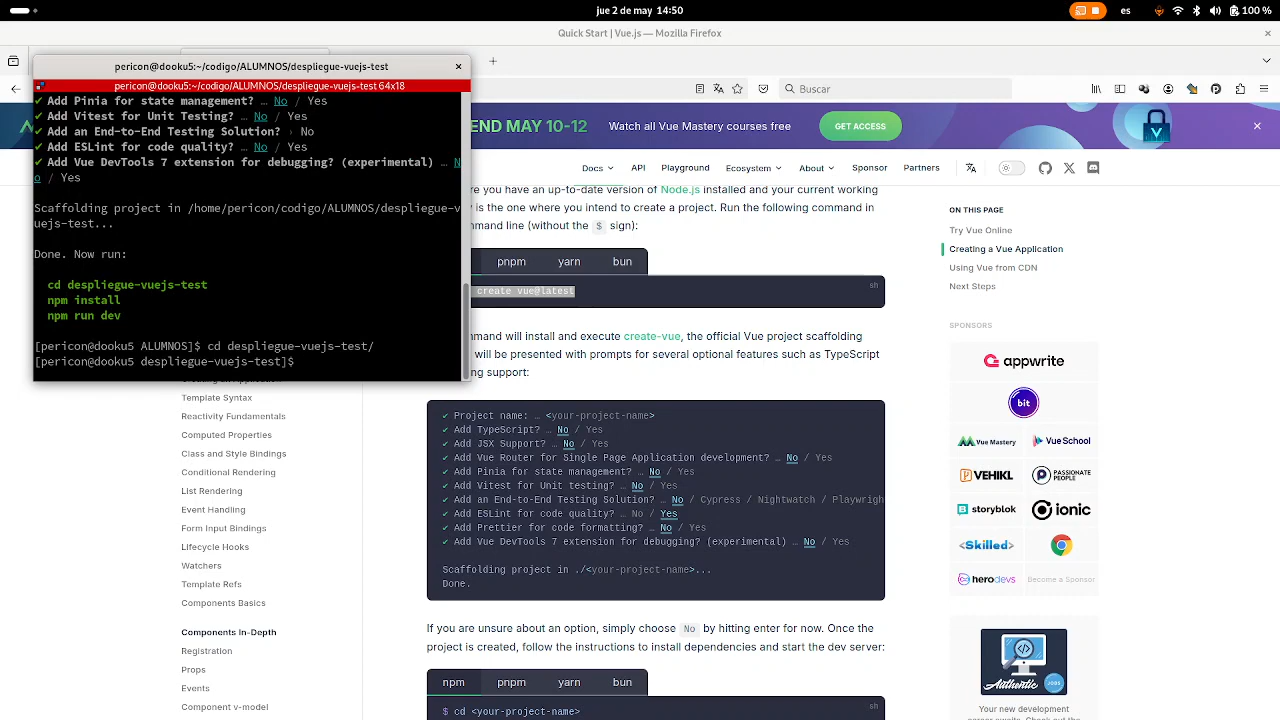 jue 2 de may 14:50
es
100 %
Quick Start | Vue.js — Mozilla Firefox
Buscar
END MAY 10-12
Watch all Vue Mastery courses free
GET ACCESS
Docs
API
Playground
Ecosystem
About
Sponsor
Partners
pericon@dooku5:~/codigo/ALUMNOS/despliegue-vuejs-test
pericon@dooku5:~/codigo/ALUMNOS/despliegue-vuejs-test 64x18
✔ Add Pinia for state management? … No / Yes
✔ Add Vitest for Unit Testing? … No / Yes
✔ Add an End-to-End Testing Solution? › No
✔ Add ESLint for code quality? … No / Yes
✔ Add Vue DevTools 7 extension for debugging? (experimental) … N
o / Yes
Scaffolding project in /home/pericon/codigo/ALUMNOS/despliegue-v
uejs-test...
Done. Now run:
cd despliegue-vuejs-test
npm install
npm run dev
[pericon@dooku5 ALUMNOS]$ cd despliegue-vuejs-test/
[pericon@dooku5 despliegue-vuejs-test]$
Template Syntax
Reactivity Fundamentals
Computed Properties
Class and Style Bindings
Conditional Rendering
List Rendering
Event Handling
Form Input Bindings
Lifecycle Hooks
Watchers
Template Refs
Components Basics
Components In-Depth
Registration
Props
Events
Component v-model
you have an up-to-date version of Node.js installed and your current working
is the one where you intend to create a project. Run the following command in
mand line (without the $ sign):
pnpm
yarn
bun
create vue@latest
sh
mmand will install and execute create-vue, the official Vue project scaffolding
will be presented with prompts for several optional features such as TypeScript
ng support:
✔ Project name: … <your-project-name>
✔ Add TypeScript? … No / Yes
✔ Add JSX Support? … No / Yes
✔ Add Vue Router for Single Page Application development? … No / Yes
✔ Add Pinia for state management? … No / Yes
✔ Add Vitest for Unit testing? … No / Yes
✔ Add an End-to-End Testing Solution? … No / Cypress / Nightwatch / Playwrigh
✔ Add ESLint for code quality? … No / Yes
✔ Add Prettier for code formatting? … No / Yes
✔ Add Vue DevTools 7 extension for debugging? (experimental) … No / Yes
Scaffolding project in ./<your-project-name>...
Done.
If you are unsure about an option, simply choose No by hitting enter for now. Once the
project is created, follow the instructions to install dependencies and start the dev server:
npm
pnpm
yarn
bun
$ cd <your-project-name>
sh
ON THIS PAGE
Try Vue Online
Creating a Vue Application
Using Vue from CDN
Next Steps
SPONSORS
appwrite
bit
Vue Mastery
Vue School
VEHIKL
PASSIONATE
PEOPLE
storyblok
ionic
<Skilled>
herodevs
Become a Sponsor
Authentic
JOBS
Your new development